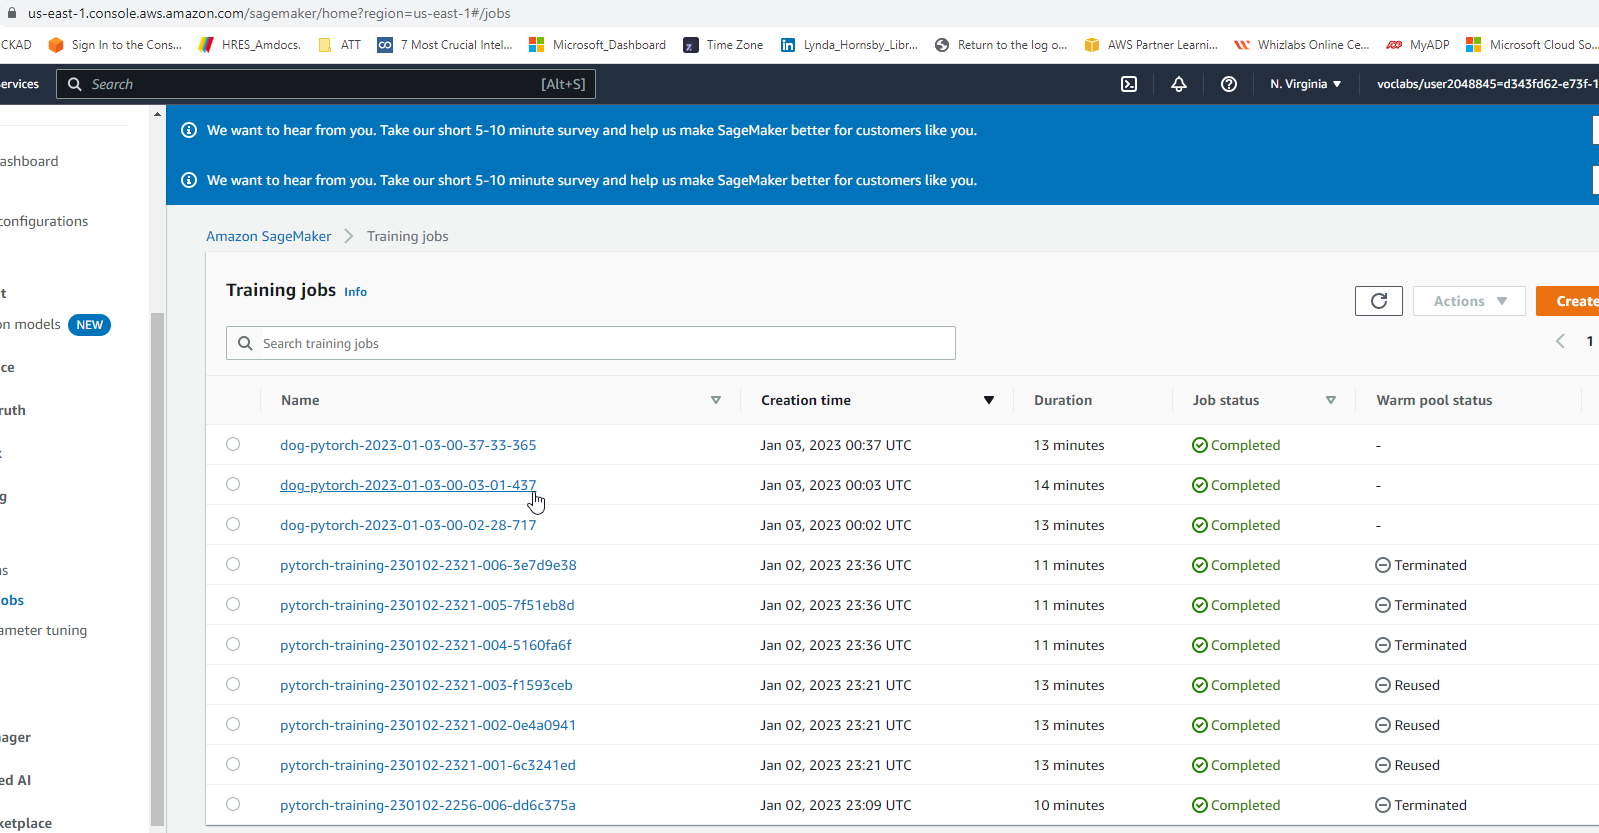 us-east-1.console.aws.amazon.com/sagemaker/home?region=us-east-1#/jobs
CKAD Sign In to the Cons... HRES_Amdocs. ATT 7 Most Crucial Intel... Microsoft_Dashboard Time Zone Lynda_Hornsby_Libr... Return to the log o... AWS Partner Learni... Whizlabs Online Ce... MyADP Microsoft Cloud So...
ervices Search [Alt+S] N. Virginia voclabs/user2048845=d343fd62-e73f-1
We want to hear from you. Take our short 5-10 minute survey and help us make SageMaker better for customers like you.
ashboard
We want to hear from you. Take our short 5-10 minute survey and help us make SageMaker better for customers like you.
configurations
Amazon SageMaker Training jobs
Training jobs Info
t
Actions Create
on models NEW
Search training jobs
1
ce
Name Creation time Duration Job status Warm pool status
ruth
dog-pytorch-2023-01-03-00-37-33-365 Jan 03, 2023 00:37 UTC 13 minutes Completed -
dog-pytorch-2023-01-03-00-03-01-437 Jan 03, 2023 00:03 UTC 14 minutes Completed -
g
dog-pytorch-2023-01-03-00-02-28-717 Jan 03, 2023 00:02 UTC 13 minutes Completed -
pytorch-training-230102-2321-006-3e7d9e38 Jan 02, 2023 23:36 UTC 11 minutes Completed Terminated
s
obs
pytorch-training-230102-2321-005-7f51eb8d Jan 02, 2023 23:36 UTC 11 minutes Completed Terminated
ameter tuning
pytorch-training-230102-2321-004-5160fa6f Jan 02, 2023 23:36 UTC 11 minutes Completed Terminated
pytorch-training-230102-2321-003-f1593ceb Jan 02, 2023 23:21 UTC 13 minutes Completed Reused
pytorch-training-230102-2321-002-0e4a0941 Jan 02, 2023 23:21 UTC 13 minutes Completed Reused
ager
pytorch-training-230102-2321-001-6c3241ed Jan 02, 2023 23:21 UTC 13 minutes Completed Reused
ed AI
pytorch-training-230102-2256-006-dd6c375a Jan 02, 2023 23:09 UTC 10 minutes Completed Terminated
ketplace